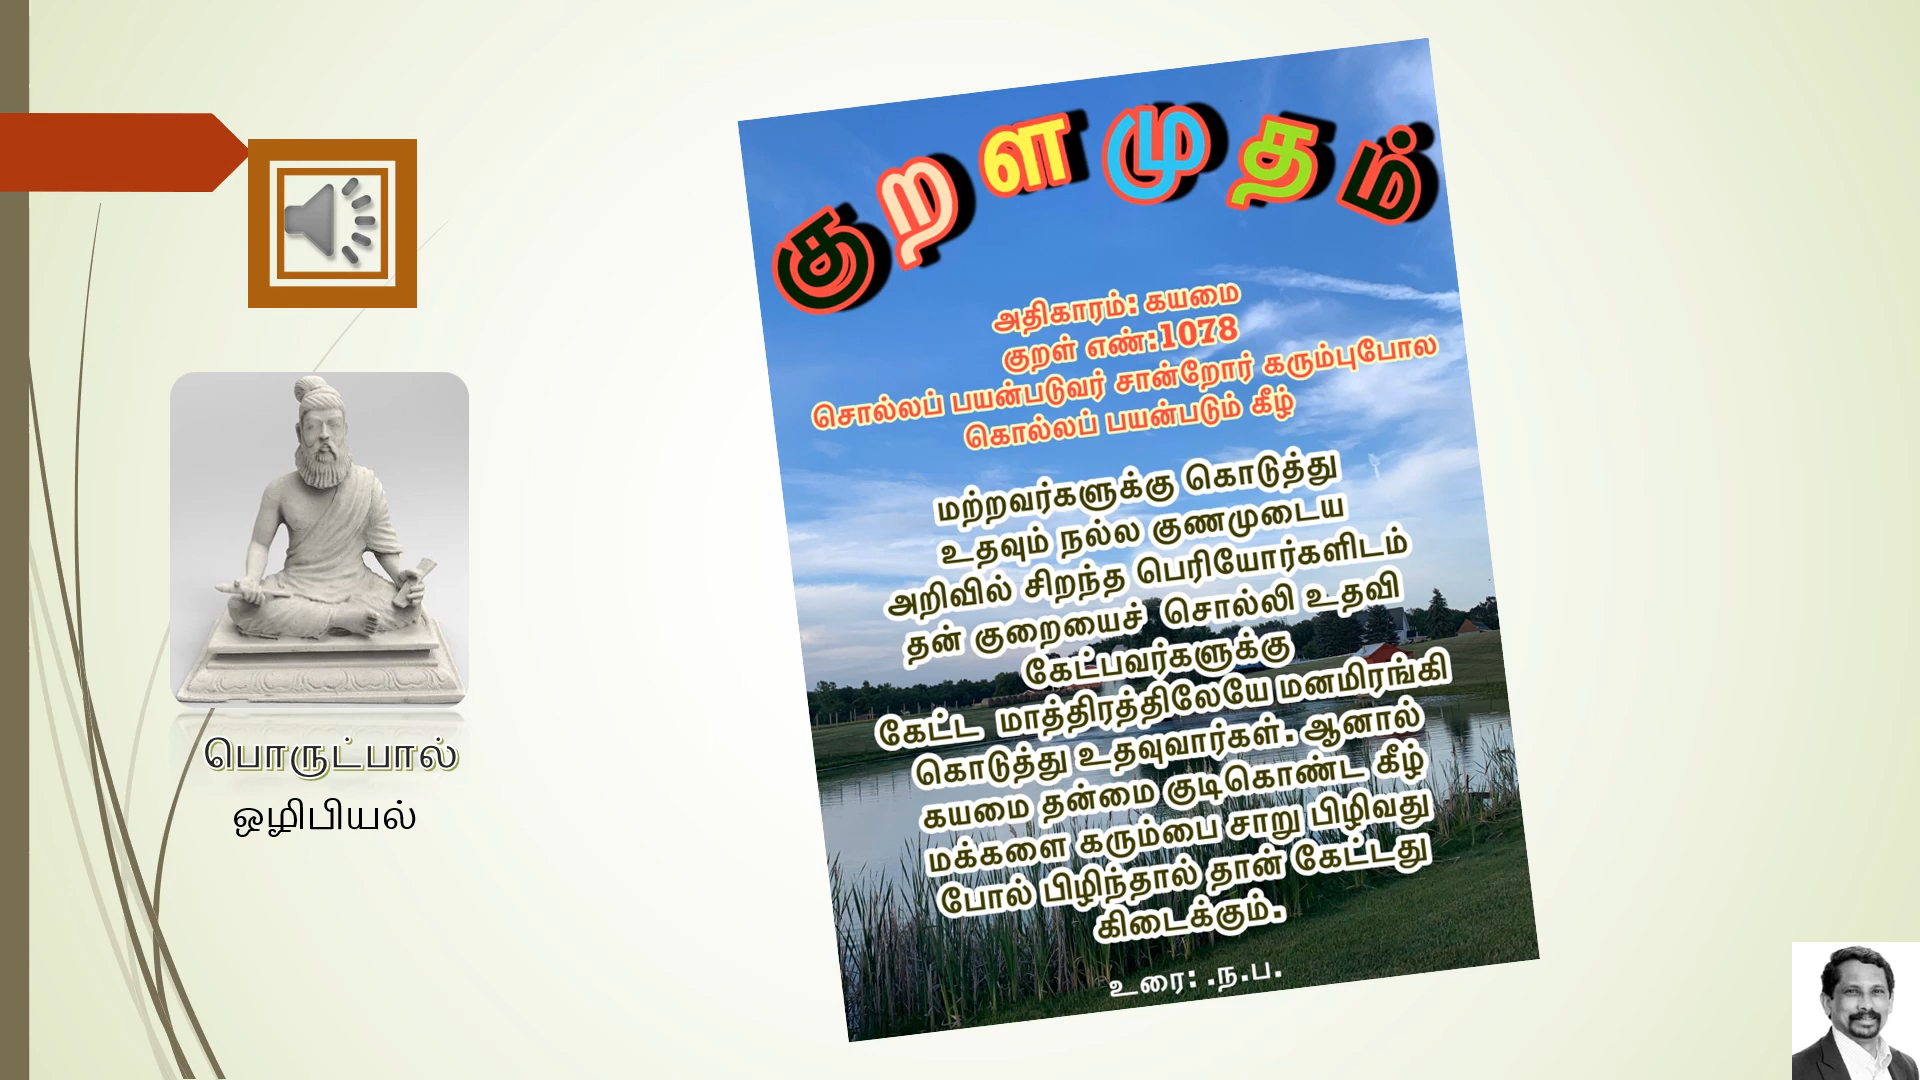 குறளமுதம்
அதிகாரம்: கயமை
குறள் எண்:1078
சொல்லப் பயன்படுவர் சான்றோர் கரும்புபோல
கொல்லப் பயன்படும் கீழ்
மற்றவர்களுக்கு கொடுத்து
உதவும் நல்ல குணமுடைய
அறிவில் சிறந்த பெரியோர்களிடம்
தன் குறையைச் சொல்லி உதவி
கேட்பவர்களுக்கு
கேட்ட மாத்திரத்திலேயே மனமிரங்கி
கொடுத்து உதவுவார்கள். ஆனால்
கயமை தன்மை குடிகொண்ட கீழ்
மக்களை கரும்பை சாறு பிழிவது
போல் பிழிந்தால் தான் கேட்டது
கிடைக்கும்.
உரை: .ந.ப.
பொருட்பால்
ஒழிபியல்